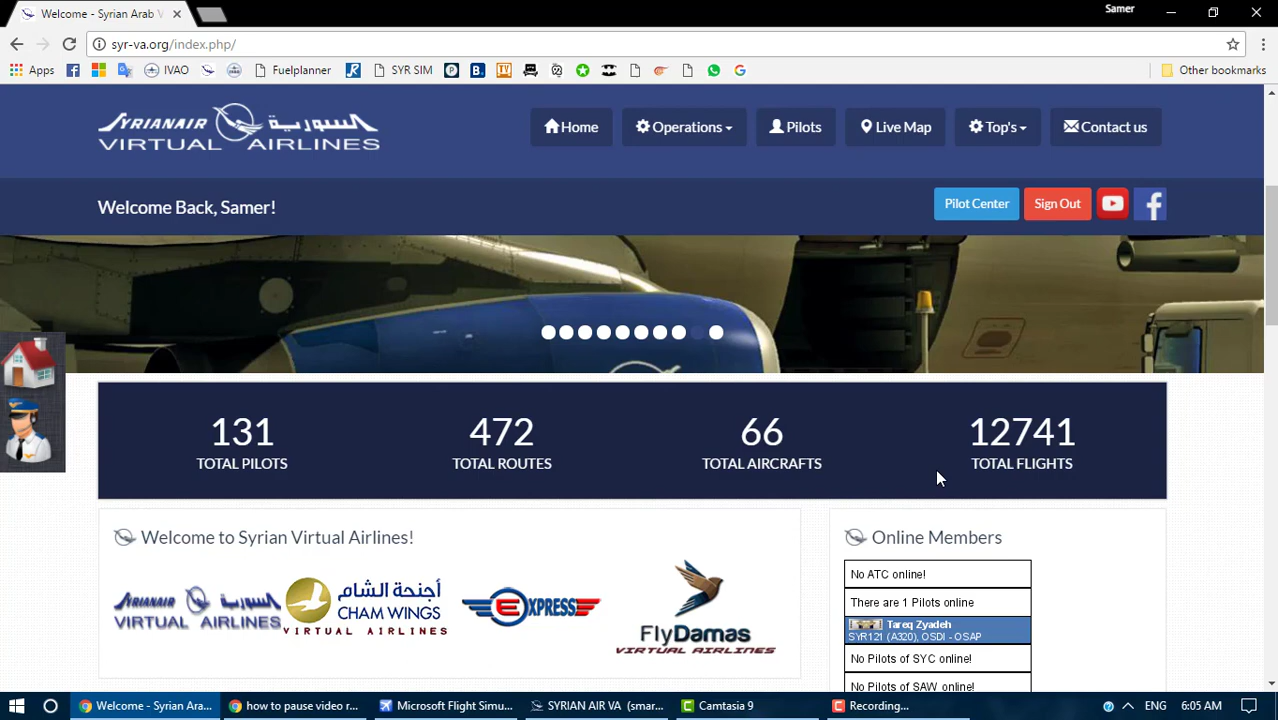 Welcome - Syrian Arab V
Samer
syr-va.org/index.php/
Apps
IVAO
Fuelplanner
SYR SIM
Other bookmarks
SYRIANAIR السورية
VIRTUAL AIRLINES
Home
Operations
Pilots
Live Map
Top's
Contact us
Welcome Back, Samer!
Pilot Center
Sign Out
131
TOTAL PILOTS
472
TOTAL ROUTES
66
TOTAL AIRCRAFTS
12741
TOTAL FLIGHTS
Welcome to Syrian Virtual Airlines!
SYRIANAIR السورية
VIRTUAL AIRLINES
أجنحة الشام
CHAM WINGS
VIRTUAL AIRLINES
EXPRESS
FlyDamas
VIRTUAL AIRLINES
Online Members
No ATC online!
There are 1 Pilots online
Tareq Zyadeh
SYR121 (A320), OSDI - OSAP
No Pilots of SYC online!
No Pilots of SAW online!
Welcome - Syrian Ara...
how to pause video r...
Microsoft Flight Simu...
SYRIAN AIR VA (smar...
Camtasia 9
Recording...
ENG
6:05 AM